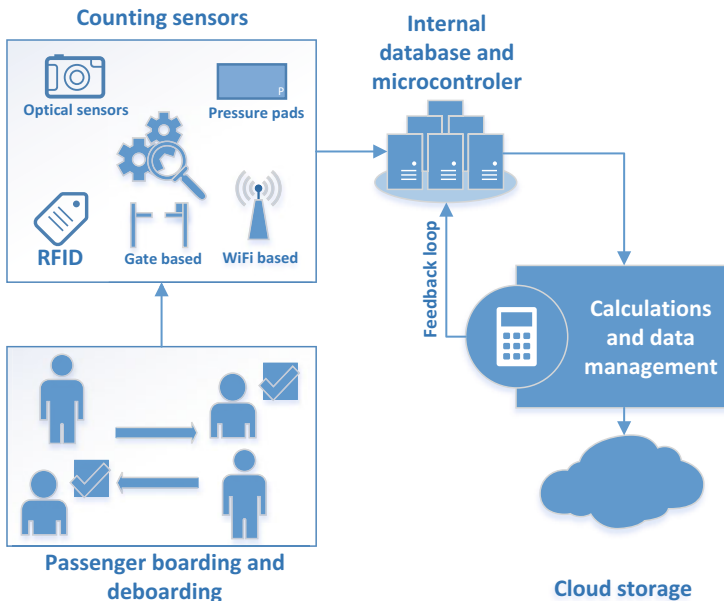 Counting sensors
Optical sensors
P
Pressure pads
RFID
Gate based
WiFi based
Internal
database and
microcontroler
Feedback loop
Calculations
and data
management
Passenger boarding and
deboarding
Cloud storage